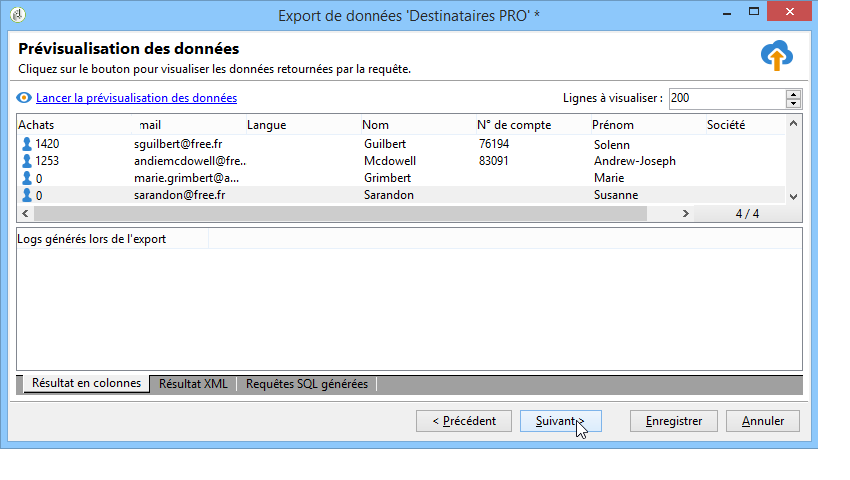 Export de données 'Destinataires PRO' *
Prévisualisation des données
Cliquez sur le bouton pour visualiser les données retournées par la requête.
Lancer la prévisualisation des données Lignes à visualiser : 200
Achats mail Langue Nom N° de compte Prénom Société
1420 sguilbert@free.fr Guilbert 76194 Solenn
1253 andiemcdowell@fre.. Mcdowell 83091 Andrew-Joseph
0 marie.grimbert@a... Grimbert Marie
0 sarandon@free.fr Sarandon Susanne
4 / 4
Logs générés lors de l'export
Résultat en colonnes Résultat XML Requêtes SQL générées
< Précédent Suivant > Enregistrer Annuler